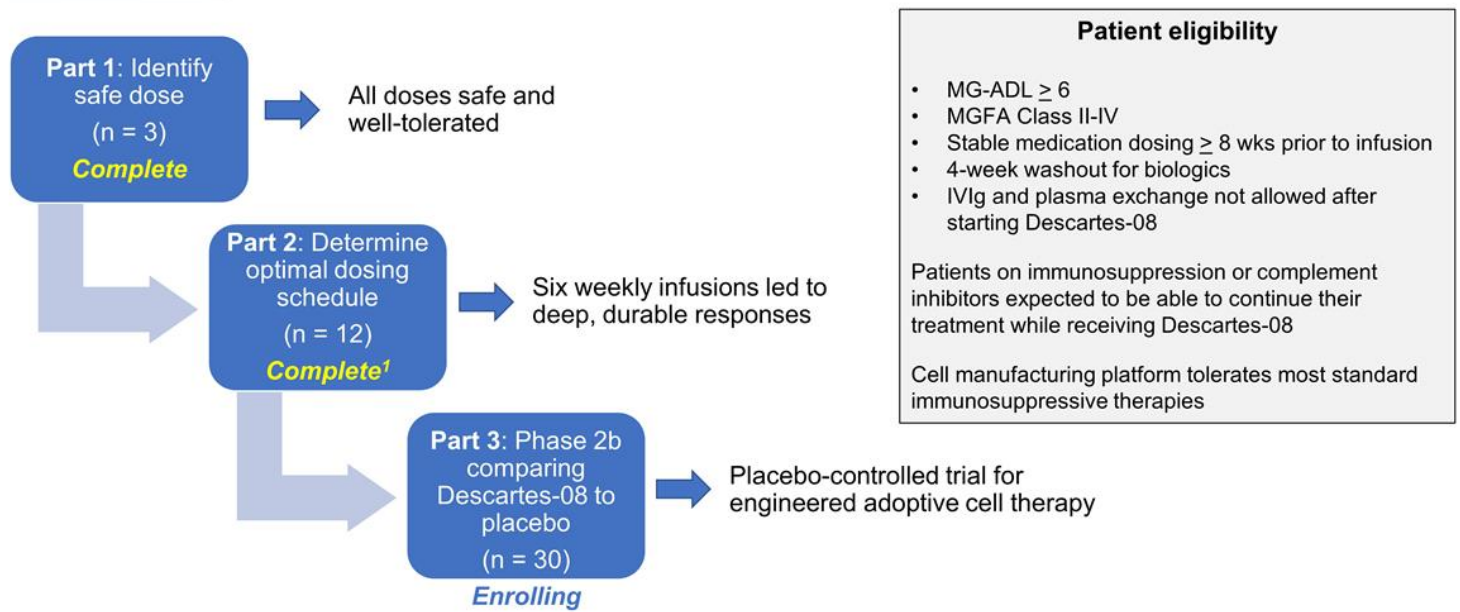 Part 1: Identify
safe dose
(n = 3)
Complete
All doses safe and
well-tolerated
Part 2: Determine
optimal dosing
schedule
(n = 12)
Complete¹
Six weekly infusions led to
deep, durable responses
Part 3: Phase 2b
comparing
Descartes-08 to
placebo
(n = 30)
Enrolling
Placebo-controlled trial for
engineered adoptive cell therapy
Patient eligibility
• MG-ADL ≥ 6
• MGFA Class II-IV
• Stable medication dosing ≥ 8 wks prior to infusion
• 4-week washout for biologics
• IVIg and plasma exchange not allowed after
starting Descartes-08
Patients on immunosuppression or complement
inhibitors expected to be able to continue their
treatment while receiving Descartes-08
Cell manufacturing platform tolerates most standard
immunosuppressive therapies